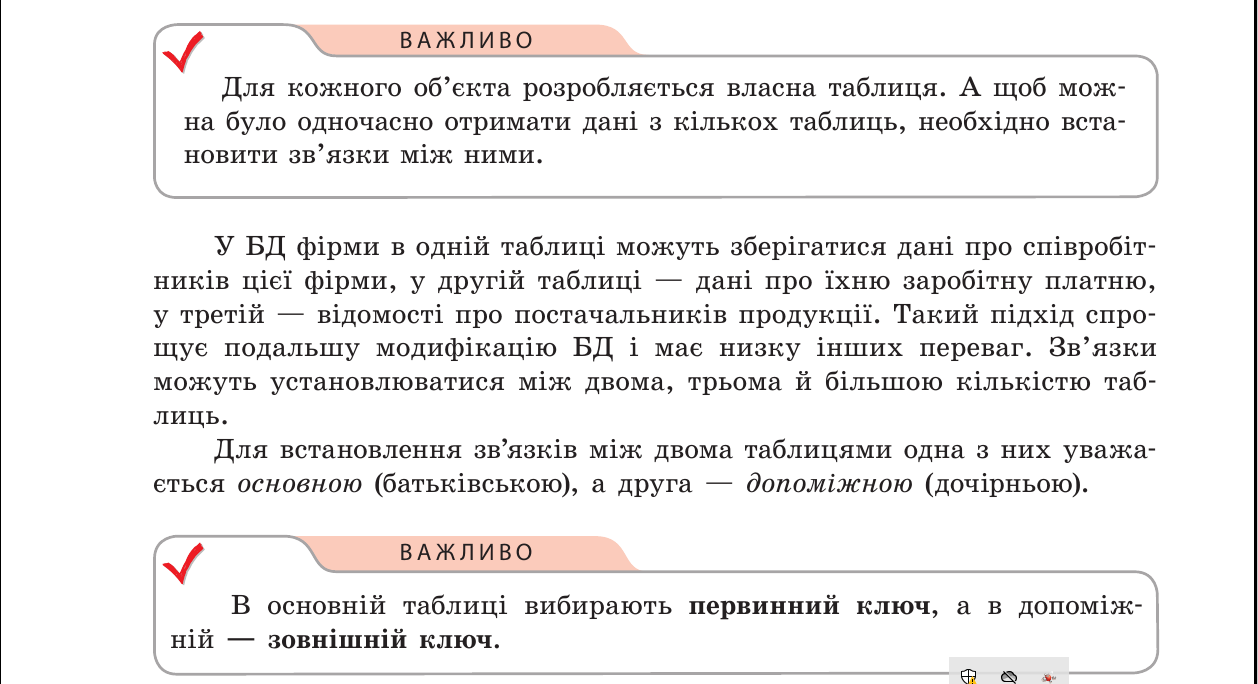 ВАЖЛИВО
Для кожного об’єкта розробляється власна таблиця. А щоб мож-
на було одночасно отримати дані з кількох таблиць, необхідно вста-
новити зв’язки між ними.
У БД фірми в одній таблиці можуть зберігатися дані про співробіт-
ників цієї фірми, у другій таблиці — дані про їхню заробітну платню,
у третій — відомості про постачальників продукції. Такий підхід спро-
щує подальшу модифікацію БД і має низку інших переваг. Зв’язки
можуть установлюватися між двома, трьома й більшою кількістю таб-
лиць.
Для встановлення зв’язків між двома таблицями одна з них уважа-
ється основною (батьківською), а друга — допоміжною (дочірньою).
ВАЖЛИВО
В основній таблиці вибирають первинний ключ, а в допоміж-
ній — зовнішній ключ.